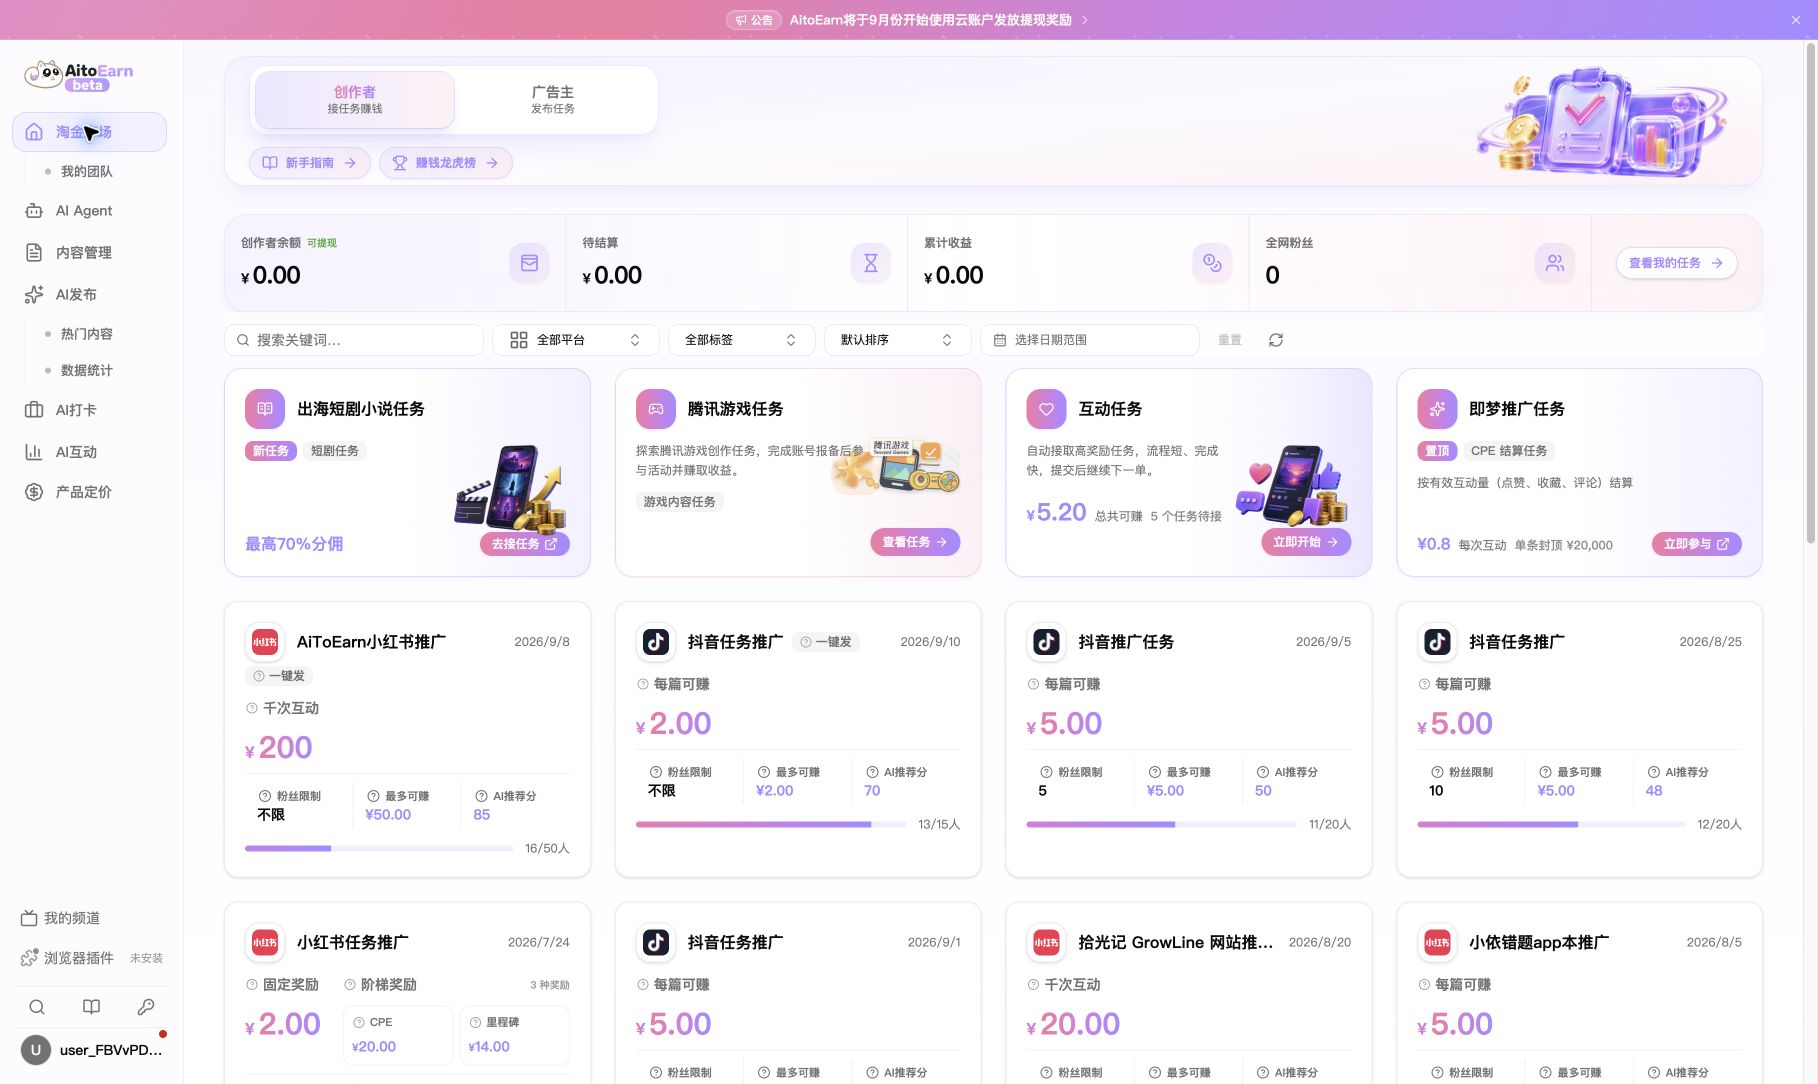 公告 AitoEarn将于9月份开始使用云账户发放提现奖励
AitoEarn
beta
淘金 场
我的团队
AI Agent
内容管理
AI发布
热门内容
数据统计
AI打卡
AI互动
产品定价
我的频道
浏览器插件 未安装
U user_FBVvPD...
创作者
接任务赚钱
广告主
发布任务
新手指南
赚钱龙虎榜
创作者余额 可提现
¥0.00
待结算
¥0.00
累计收益
¥0.00
全网粉丝
0
查看我的任务
搜索关键词...
全部平台
全部标签
默认排序
选择日期范围
重置
出海短剧小说任务
新任务 短剧任务
最高70%分佣
去接任务
腾讯游戏任务
探索腾讯游戏创作任务，完成账号报备后参
与活动并赚取收益。
游戏内容任务
腾讯游戏
Tencent Games
查看任务
互动任务
自动接取高奖励任务，流程短、完成
快，提交后继续下一单。
¥5.20 总共可赚 5 个任务待接
立即开始
即梦推广任务
置顶 CPE 结算任务
按有效互动量（点赞、收藏、评论）结算
¥0.8 每次互动 单条封顶 ¥20,000
立即参与
小红书 AiToEarn小红书推广 2026/9/8
一键发
千次互动
¥200
粉丝限制 最多可赚 AI推荐分
不限 ¥50.00 85
16/50人
抖音任务推广 一键发 2026/9/10
每篇可赚
¥2.00
粉丝限制 最多可赚 AI推荐分
不限 ¥2.00 70
13/15人
抖音推广任务 2026/9/5
每篇可赚
¥5.00
粉丝限制 最多可赚 AI推荐分
5 ¥5.00 50
11/20人
抖音任务推广 2026/8/25
每篇可赚
¥5.00
粉丝限制 最多可赚 AI推荐分
10 ¥5.00 48
12/20人
小红书 小红书任务推广 2026/7/24
固定奖励 阶梯奖励 3 种奖励
¥2.00
CPE
¥20.00
里程碑
¥14.00
抖音任务推广 2026/9/1
每篇可赚
¥5.00
粉丝限制 最多可赚 AI推荐分
小红书 拾光记 GrowLine 网站推... 2026/8/20
千次互动
¥20.00
粉丝限制 最多可赚 AI推荐分
小红书 小依错题app本推广 2026/8/5
每篇可赚
¥5.00
粉丝限制 最多可赚 AI推荐分